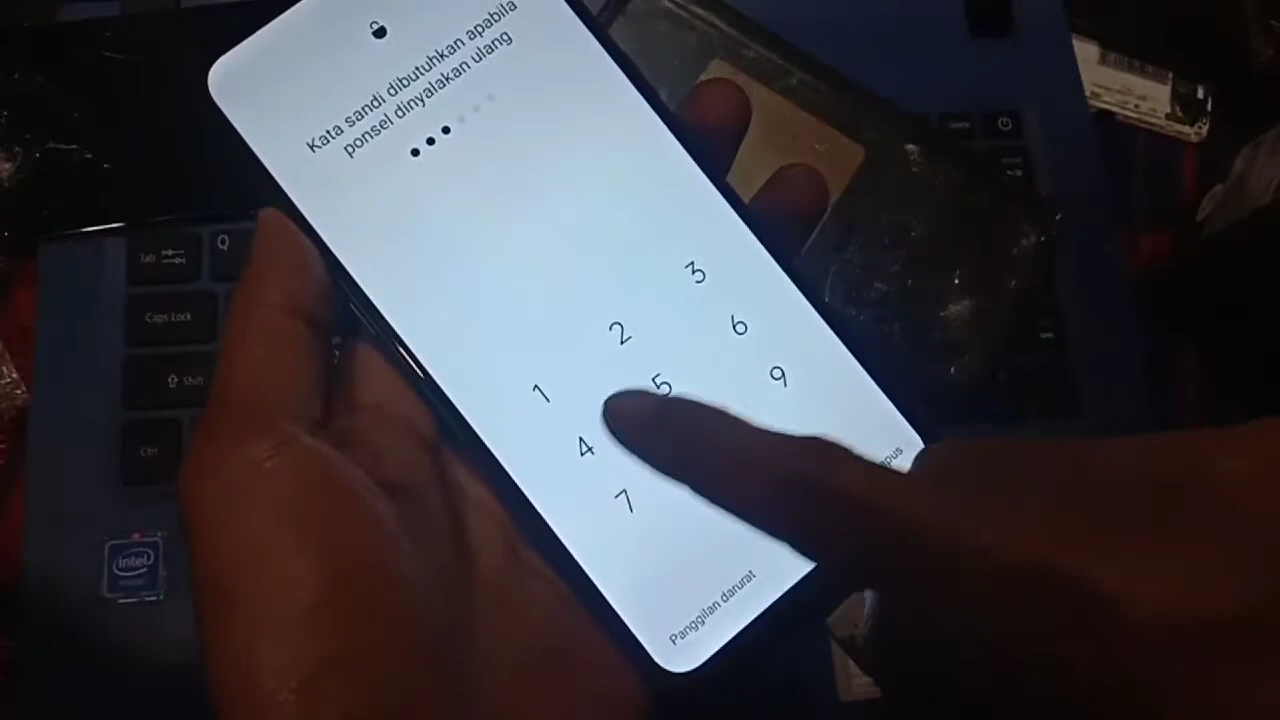 Kata sandi dibutuhkan apabila
ponsel dinyalakan ulang
1
2
3
4
5
6
7
9
Panggilan darurat
Tab
Q
Caps Lock
Shift
Ctrl
intel